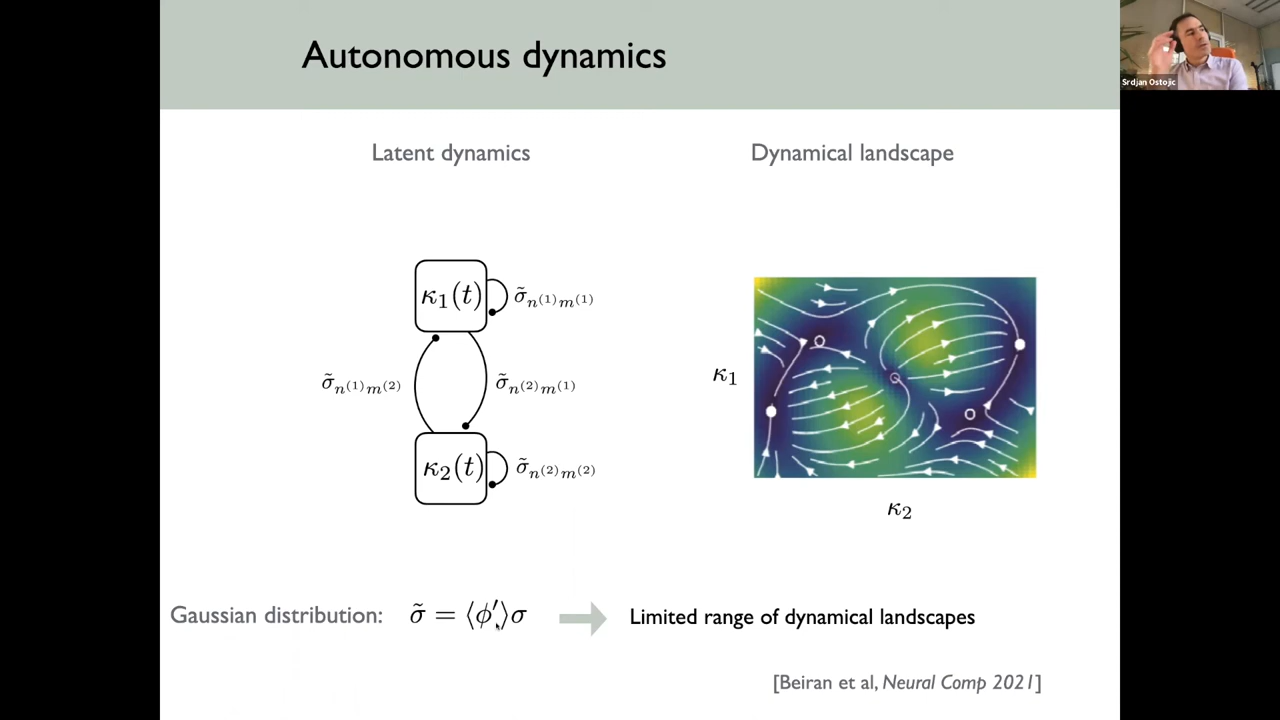 Autonomous dynamics
Srdjan Ostojic
Latent dynamics
Dynamical landscape
κ₁(t)
σ̃ₙ₍₁₎ₘ₍₁₎
σ̃ₙ₍₁₎ₘ₍₂₎
σ̃ₙ₍₂₎ₘ₍₁₎
κ₂(t)
σ̃ₙ₍₂₎ₘ₍₂₎
κ₁
κ₂
Gaussian distribution: σ̃ = ⟨ϕ′⟩σ
Limited range of dynamical landscapes
[Beiran et al, Neural Comp 2021]